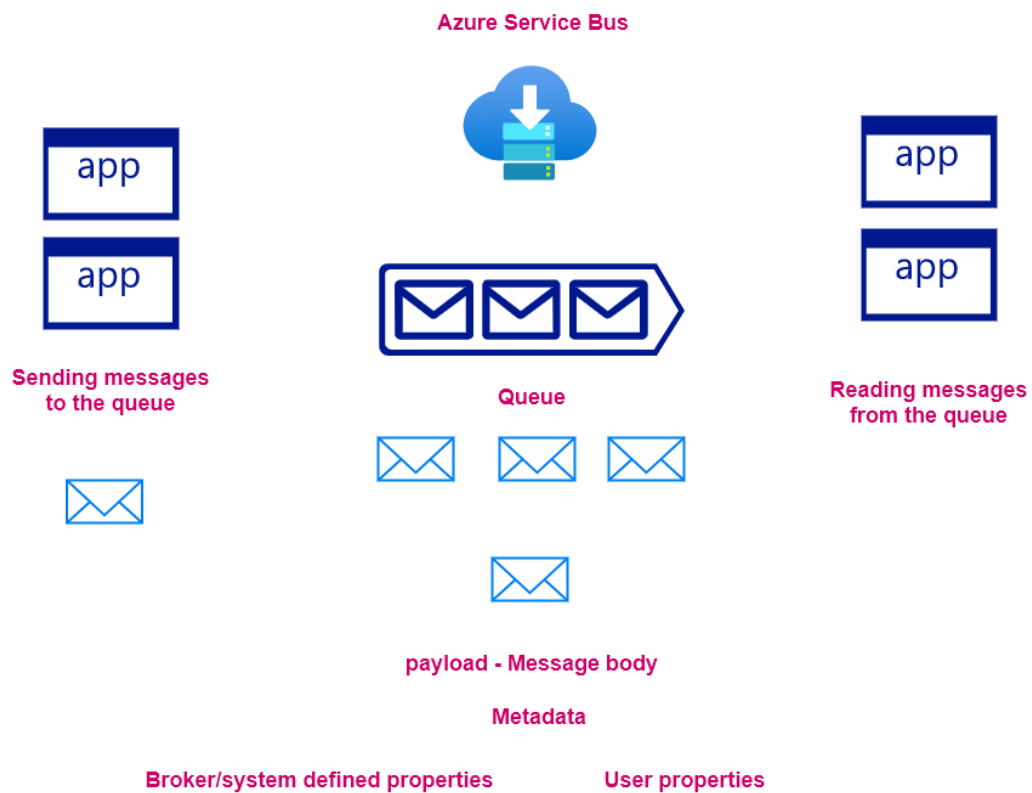 Azure Service Bus
app
app
app
app
Sending messages
to the queue
Queue
Reading messages
from the queue
payload - Message body
Metadata
Broker/system defined properties
User properties